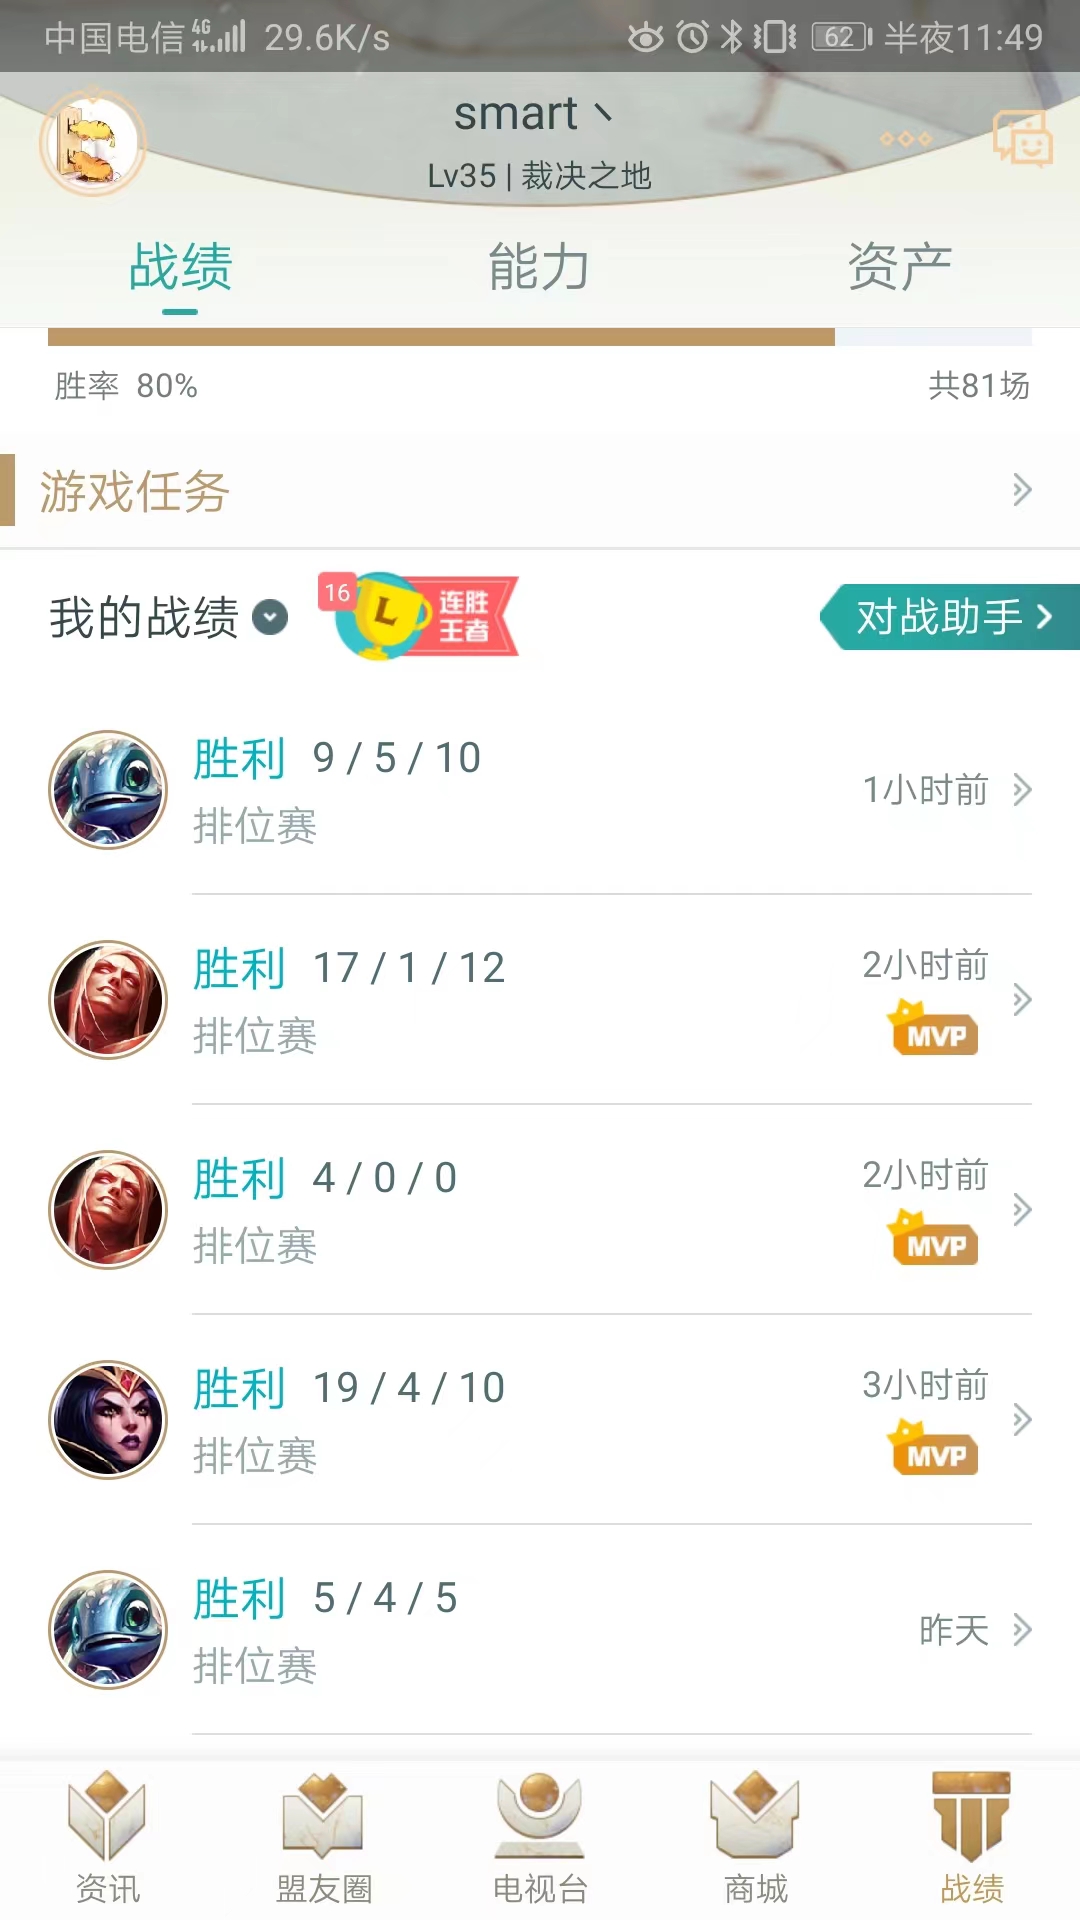 中国电信 4G 29.6K/s 62 半夜11:49
smart丶
Lv35 | 裁决之地
战绩 能力 资产
胜率 80% 共81场
游戏任务
我的战绩 16 L 连胜王者 对战助手
胜利 9 / 5 / 10
排位赛
1小时前
胜利 17 / 1 / 12
排位赛
2小时前
MVP
胜利 4 / 0 / 0
排位赛
2小时前
MVP
胜利 19 / 4 / 10
排位赛
3小时前
MVP
胜利 5 / 4 / 5
排位赛
昨天
资讯 盟友圈 电视台 商城 战绩